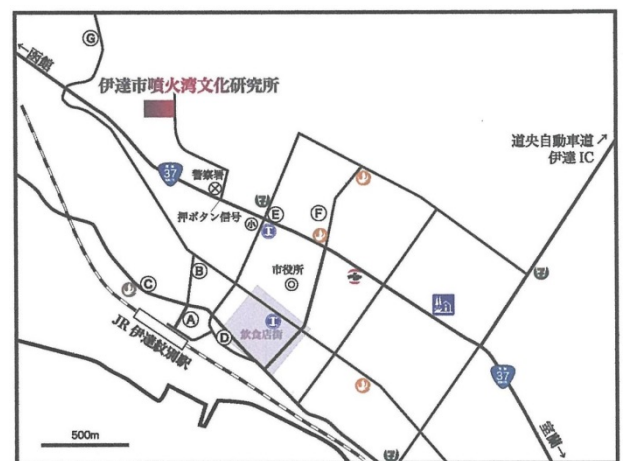 G
←函館
伊達市噴火湾文化研究所
道央自動車道↗
伊達IC
37
警察署
押ボタン信号
小
E
F
市役所
B
C
A
D
飲食店街
JR 伊達紋別駅
37
室蘭→
500m